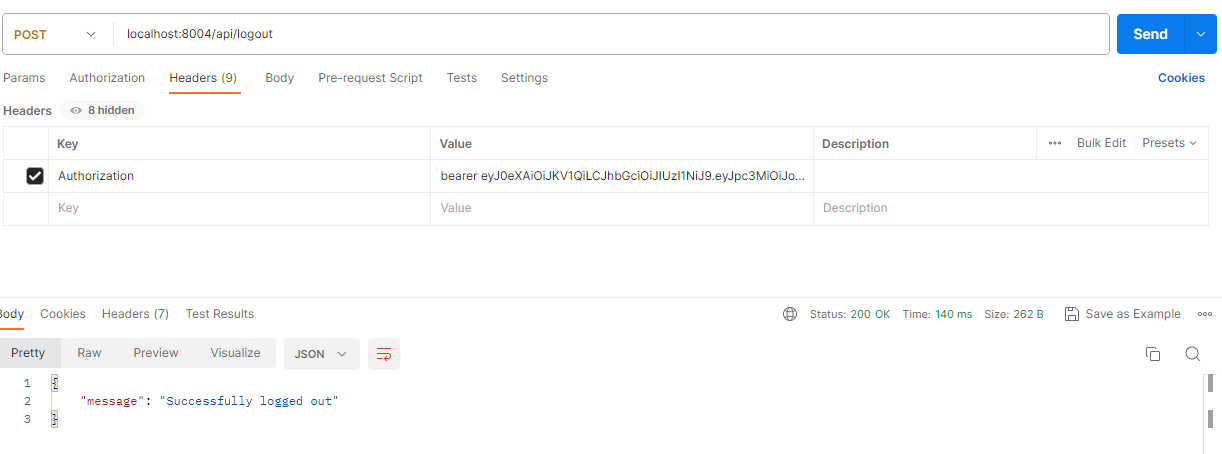 POST localhost:8004/api/logout Send
Params Authorization Headers (9) Body Pre-request Script Tests Settings Cookies
Headers 8 hidden
Key Value Description ••• Bulk Edit Presets
Authorization bearer eyJ0eXAiOiJKV1QiLCJhbGciOiJIUzI1NiJ9.eyJpc3MiOiJo...
Key Value Description
Body Cookies Headers (7) Test Results Status: 200 OK Time: 140 ms Size: 262 B Save as Example •••
Pretty Raw Preview Visualize JSON
1 {
2 "message": "Successfully logged out"
3 }